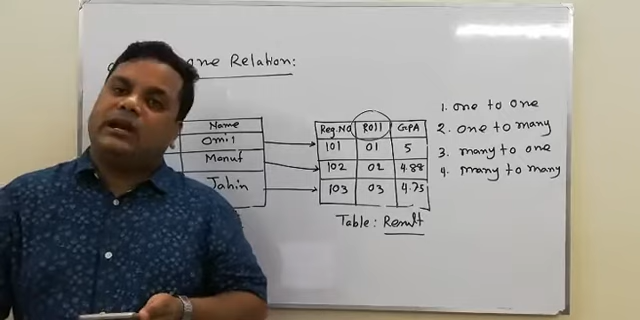 one Relation:
Name
Omit
Manuf
Jahin
Reg.No Roll GPA
101 01 5
102 02 4.88
103 03 4.75
Table: Result
1. one to one
2. one to many
3. many to one
4. many to many